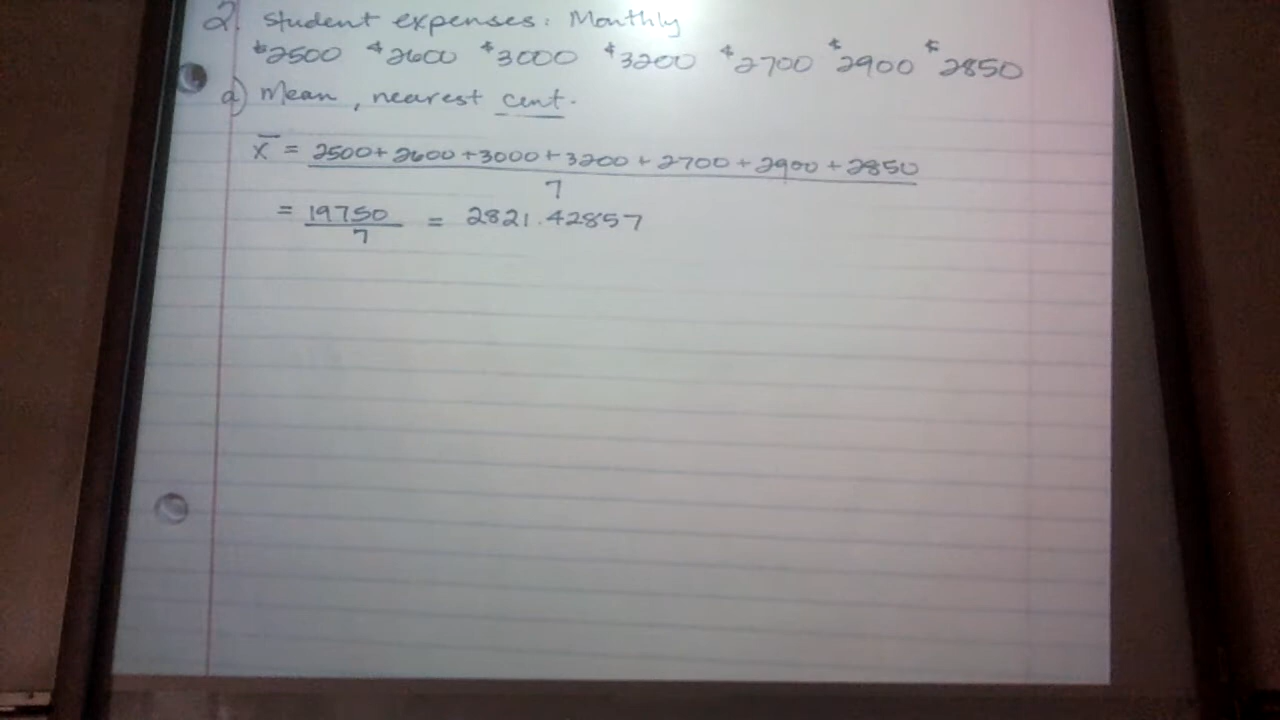 2. Student expenses: Monthly
$2500 $2600 $3000 $3200 $2700 $2900 $2850
a) Mean, nearest cent.
x̄ = 2500+2600+3000+3200+2700+2900+2850
7
= 19750/7 = 2821.42857